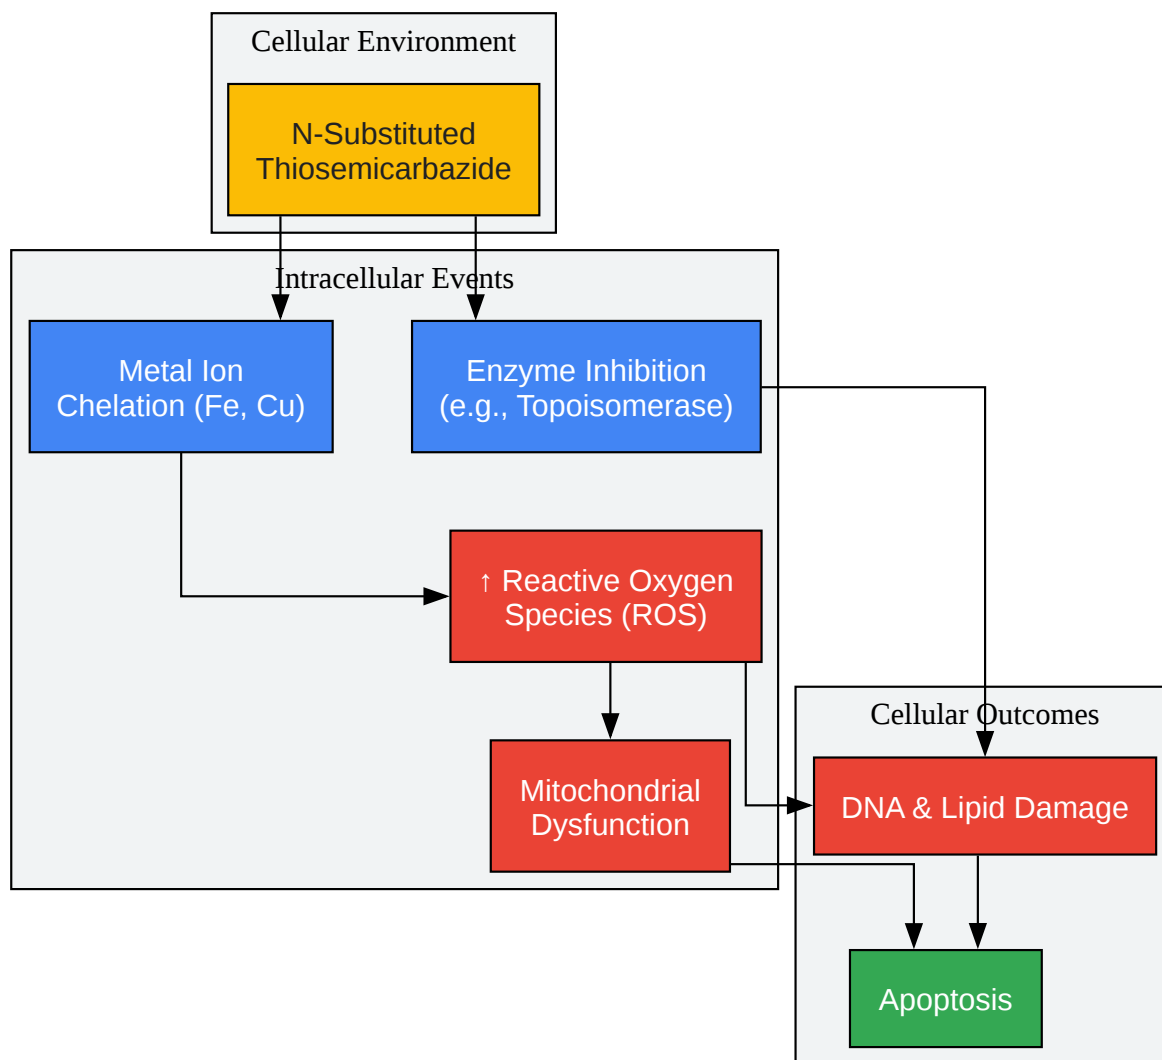 Cellular Environment
N-Substituted
Thiosemicarbazide
Intracellular Events
Metal Ion
Chelation (Fe, Cu)
Enzyme Inhibition
(e.g., Topoisomerase)
↑ Reactive Oxygen
Species (ROS)
Mitochondrial
Dysfunction
Cellular Outcomes
DNA & Lipid Damage
Apoptosis